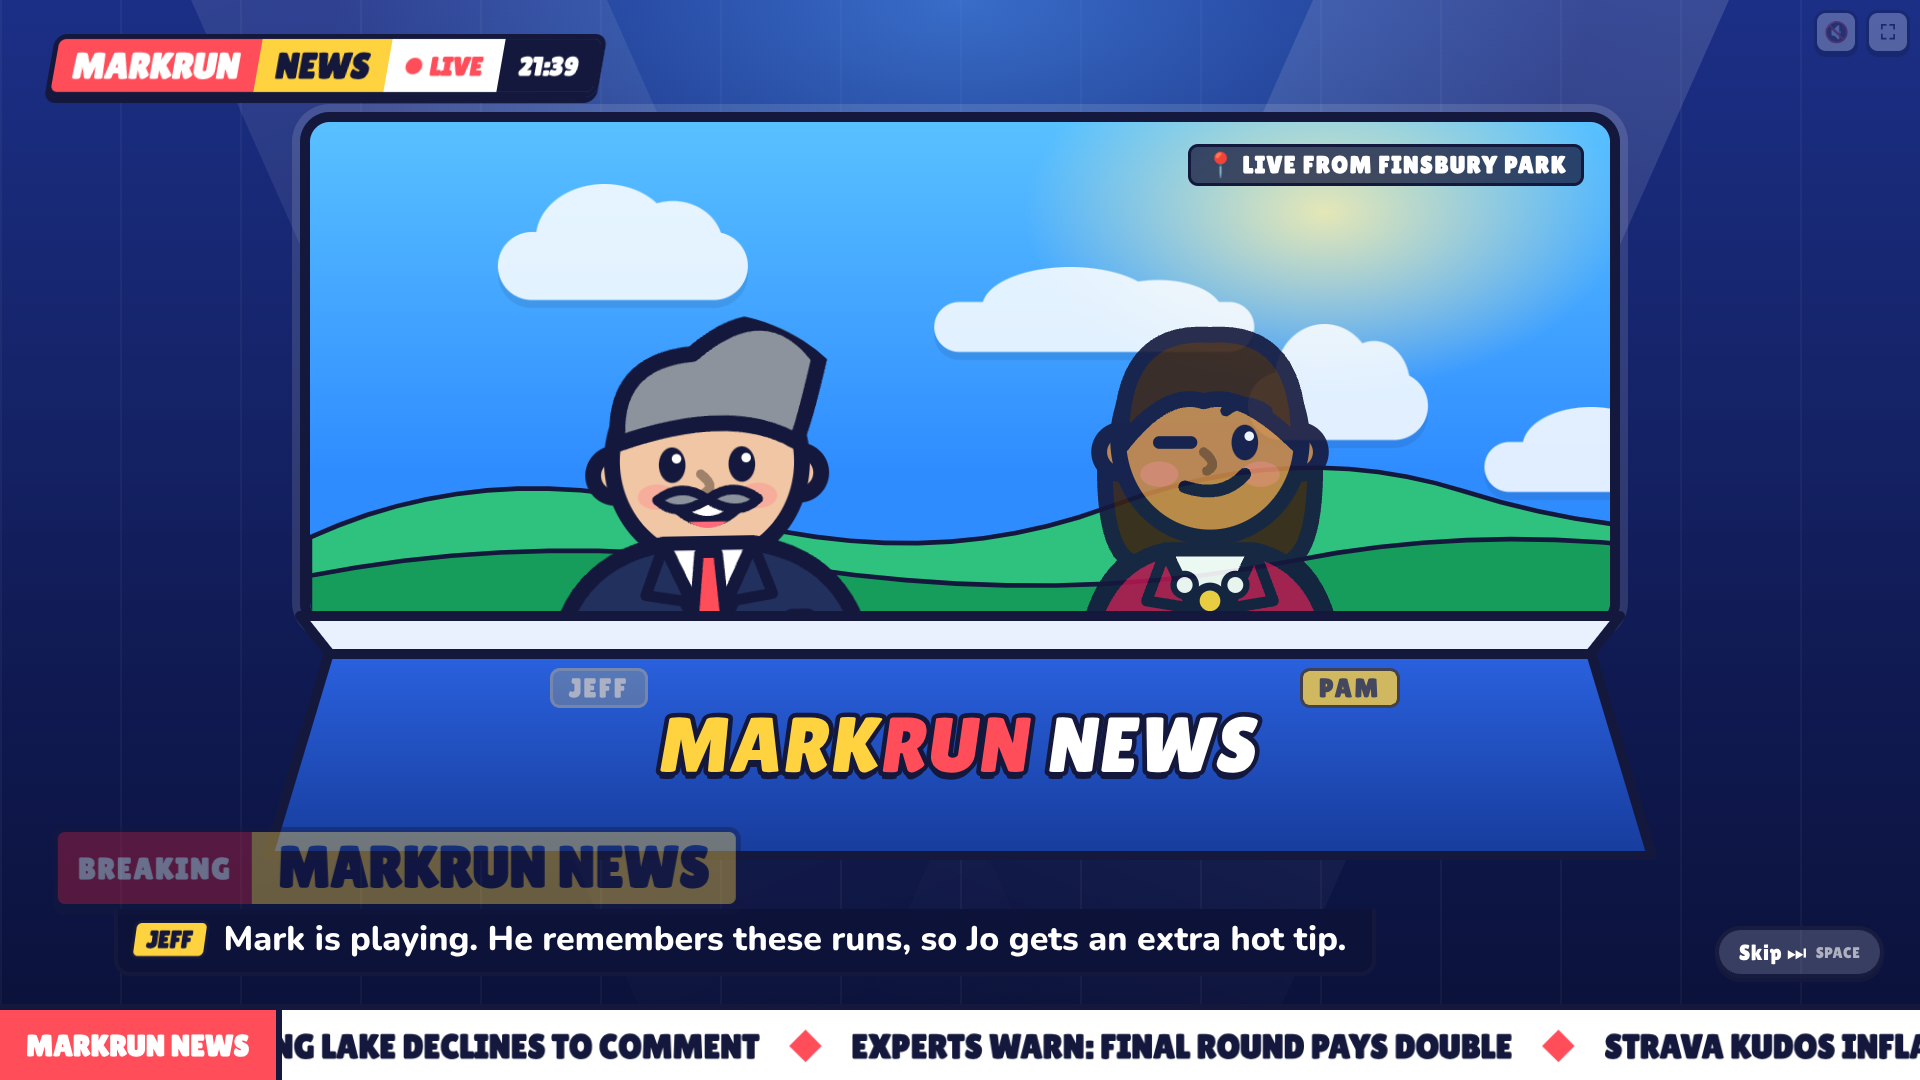 MARKRUN NEWS LIVE 21:39
LIVE FROM FINSBURY PARK
JEFF
PAM
MARKRUN NEWS
BREAKING MARKRUN NEWS
JEFF Mark is playing. He remembers these runs, so Jo gets an extra hot tip.
Skip SPACE
MARKRUN NEWS NG LAKE DECLINES TO COMMENT EXPERTS WARN: FINAL ROUND PAYS DOUBLE STRAVA KUDOS INFLA